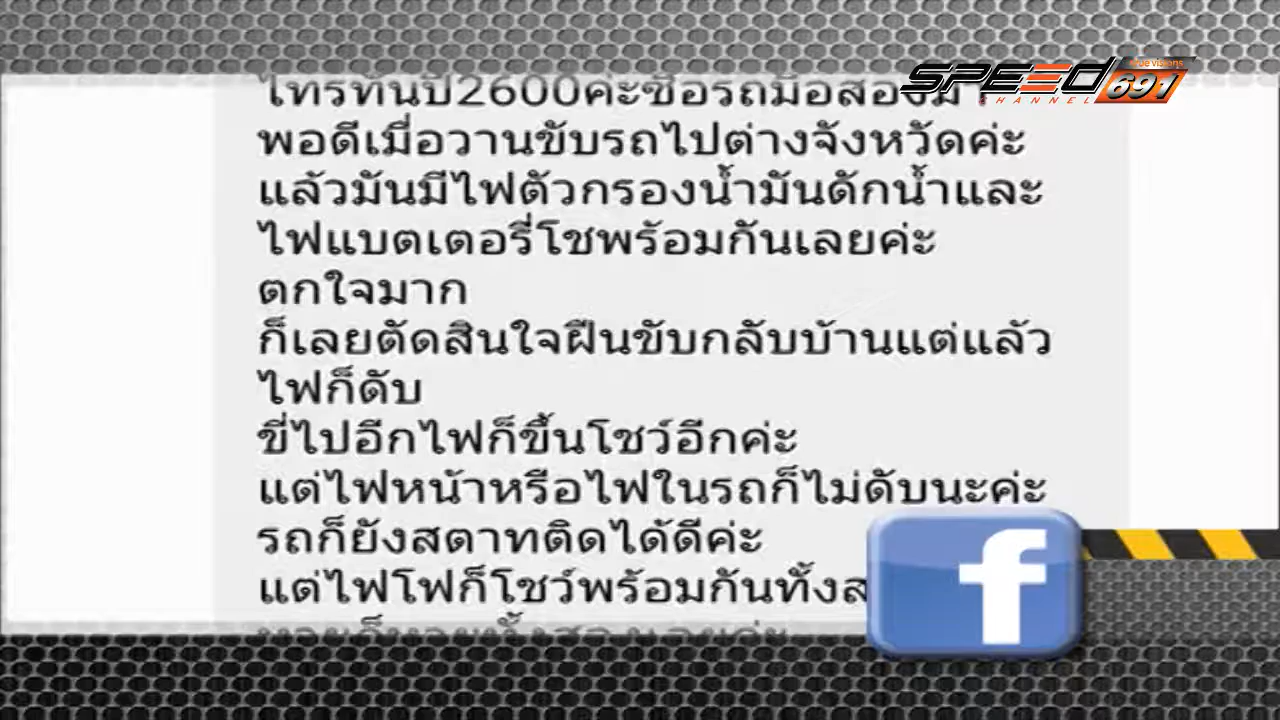 SPEED
true visions
CHANNEL 691
ไทรทันปี2600คะซื้อรถมือสองมา
พอดีเมื่อวานขับรถไปต่างจังหวัดค่ะ
แล้วมันมีไฟตัวกรองน้ำมันดักน้ำและ
ไฟแบตเตอรี่โชพร้อมกันเลยค่ะ
ตกใจมาก
ก็เลยตัดสินใจฝืนขับกลับบ้านแต่แล้ว
ไฟก็ดับ
ขี่ไปอีกไฟก็ขึ้นโชว์อีกค่ะ
แต่ไฟหน้าหรือไฟในรถก็ไม่ดับนะค่ะ
รถก็ยังสตาทติดได้ดีค่ะ
แต่ไฟโฟก็โชว์พร้อมกันทั้งส
f